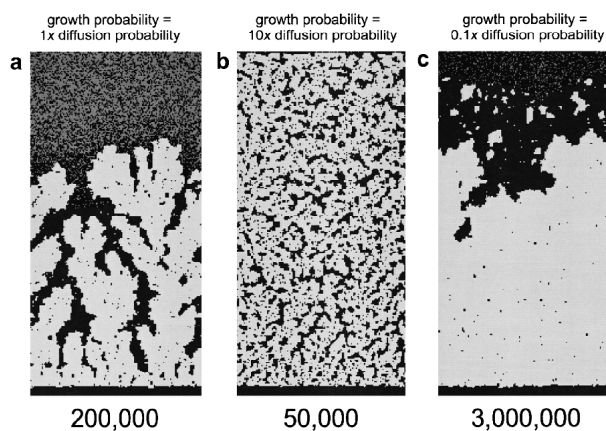 growth probability =
1x diffusion probability
growth probability =
10x diffusion probability
growth probability =
0.1x diffusion probability
a
b
c
200,000
50,000
3,000,000